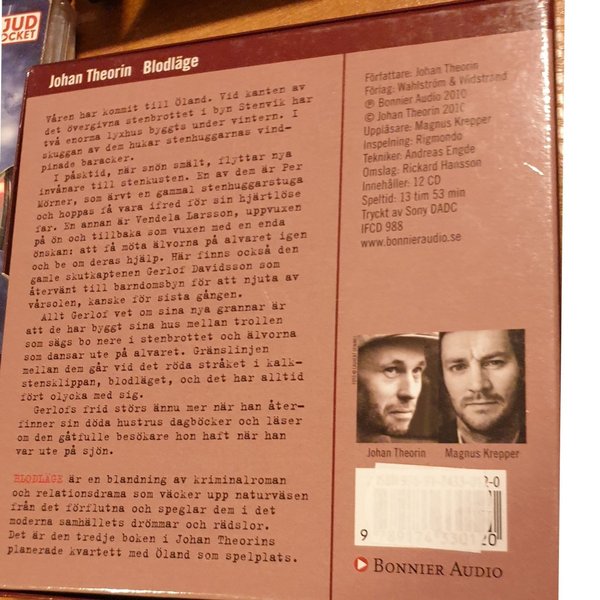 JUD
POCKET
Johan Theorin Blodläge
Våren har kommit till Öland. Vid kanten av
det övergivna stenbrottet i byn Stenvik har
två enorma lyxhus byggts under vintern. I
skuggan av dem hukar stenhuggarnas vind-
pinade baracker.
I påsktid, när snön smält, flyttar nya
invånare till stenkusten. En av dem är Per
Mörner, som ärvt en gammal stenhuggarstuga
och hoppas få vara ifred för sin hjärtlöse
far. En annan är Vendela Larsson, uppvuxen
på ön och tillbaka som vuxen med en enda
önskan: att få möta älvorna på alvaret igen
och be om deras hjälp. Här finns också den
gamle skutkaptenen Gerlof Davidsson som
återvänt till barndomsbyn för att njuta av
vårsolen, kanske för sista gången.
Allt Gerlof vet om sina nya grannar är
att de har byggt sina hus mellan trollen
som sägs bo nere i stenbrottet och älvorna
som dansar ute på alvaret. Gränslinjen
mellan dem går vid det röda stråket i kalk-
stensklippan, blodläget, och det har alltid
fört olycka med sig.
Gerlofs frid störs ännu mer när han åter-
finner sin döda hustrus dagböcker och läser
om den gåtfulle besökare hon haft när han
var ute på sjön.
BLODLÄGE är en blandning av kriminalroman
och relationsdrama som väcker upp naturväsen
från det förflutna och speglar dem i det
moderna samhällets drömmar och rädslor.
Det är den tredje boken i Johan Theorins
planerade kvartett med Öland som spelplats.
Författare: Johan Theorin
Förlag: Wahlström & Widstrand
℗ Bonnier Audio 2010
© Johan Theorin 2010
Uppläsare: Magnus Krepper
Inspelning: Rigmondo
Tekniker: Andreas Engde
Omslag: Rickard Hansson
Innehåller: 12 CD
Speltid: 13 tim 53 min
Tryckt av Sony DADC
IFCD 988
www.bonnieraudio.se
Johan Theorin Magnus Krepper
9 789174 330120
BONNIER AUDIO